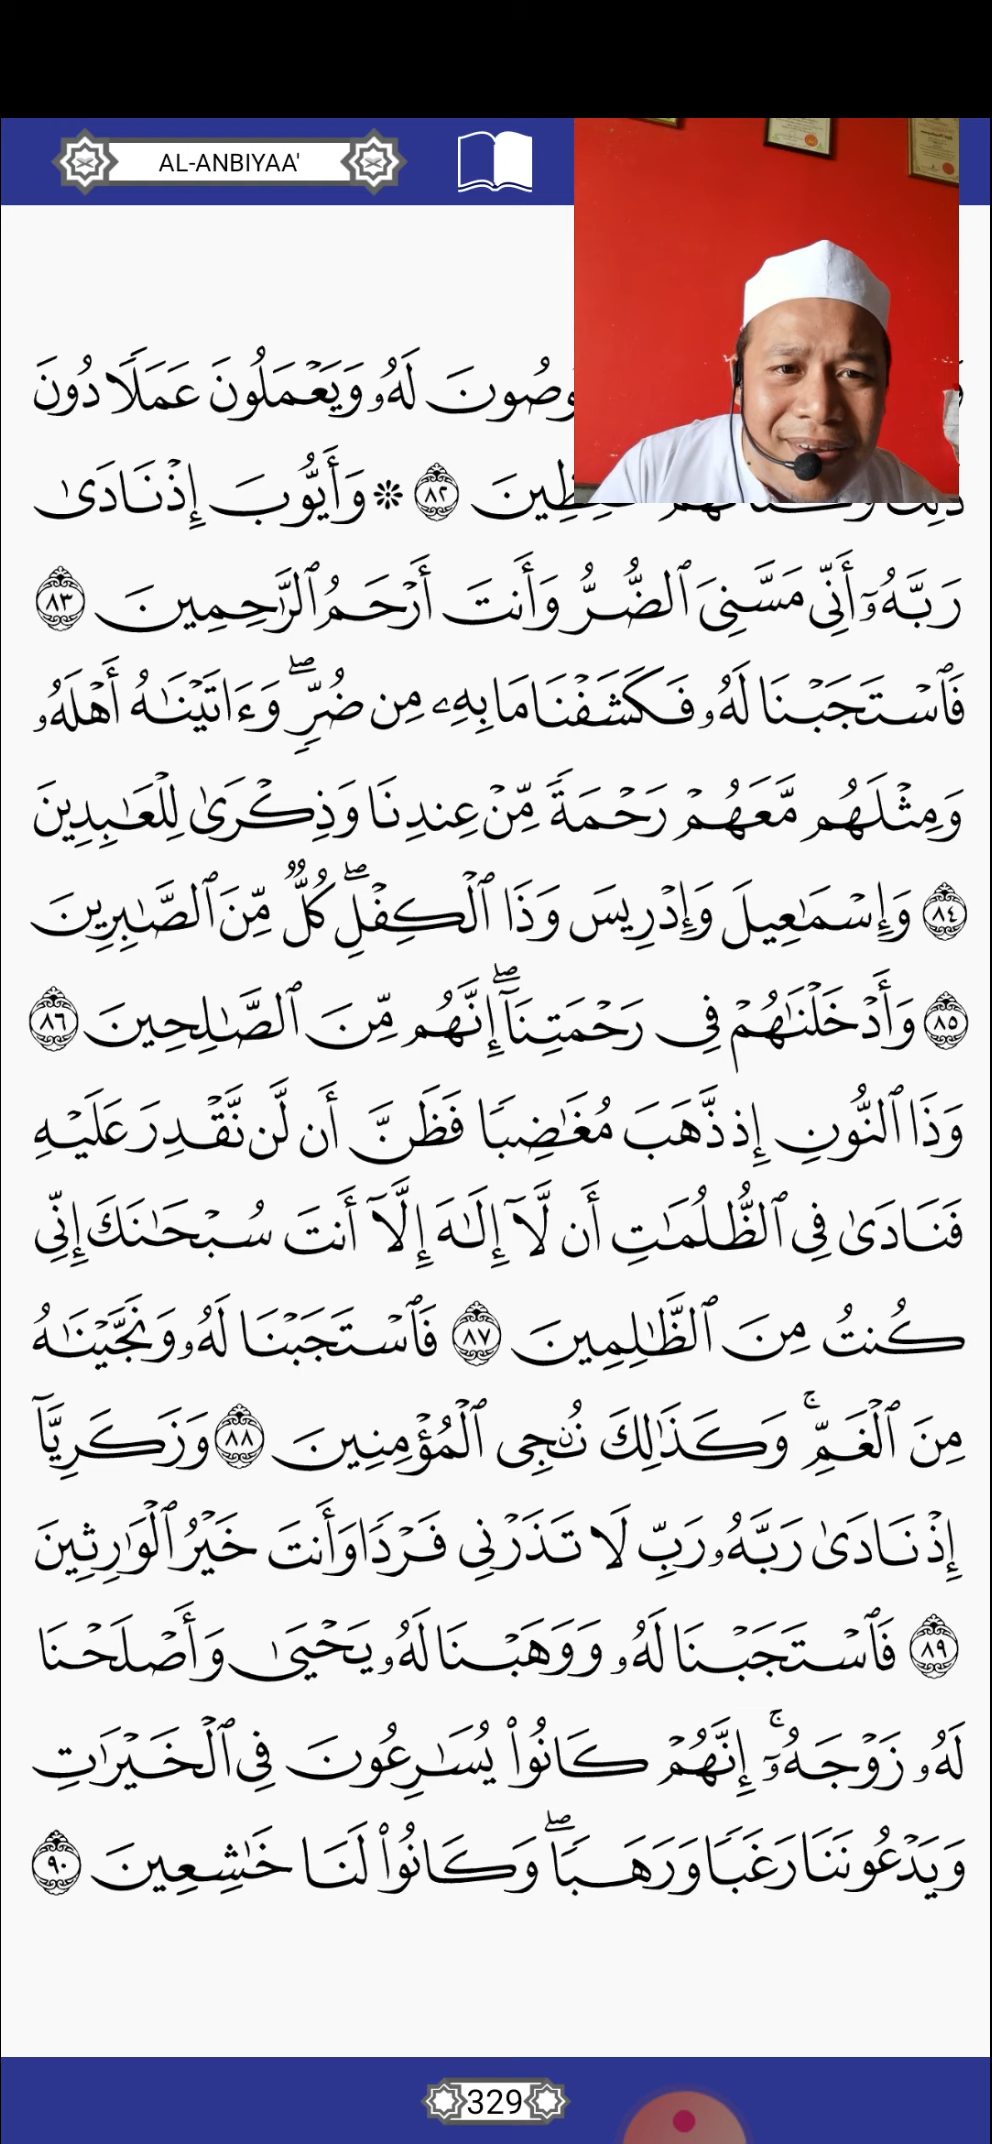 AL-ANBIYAA'
لَهُۥ وَيَعْمَلُونَ عَمَلًا دُونَ
۝٨٢ ۞ وَأَيُّوبَ إِذْ نَادَىٰ
رَبَّهُۥٓ أَنِّى مَسَّنِىَ ٱلضُّرُّ وَأَنتَ أَرْحَمُ ٱلرَّٰحِمِينَ ۝٨٣
فَٱسْتَجَبْنَا لَهُۥ فَكَشَفْنَا مَا بِهِۦ مِن ضُرٍّۖ وَءَاتَيْنَٰهُ أَهْلَهُۥ
وَمِثْلَهُم مَّعَهُمْ رَحْمَةً مِّنْ عِندِنَا وَذِكْرَىٰ لِلْعَٰبِدِينَ
۝٨٤ وَإِسْمَٰعِيلَ وَإِدْرِيسَ وَذَا ٱلْكِفْلِۖ كُلٌّ مِّنَ ٱلصَّٰبِرِينَ
۝٨٥ وَأَدْخَلْنَٰهُمْ فِى رَحْمَتِنَآۖ إِنَّهُم مِّنَ ٱلصَّٰلِحِينَ ۝٨٦
وَذَا ٱلنُّونِ إِذ ذَّهَبَ مُغَٰضِبًا فَظَنَّ أَن لَّن نَّقْدِرَ عَلَيْهِ
فَنَادَىٰ فِى ٱلظُّلُمَٰتِ أَن لَّآ إِلَٰهَ إِلَّآ أَنتَ سُبْحَٰنَكَ إِنِّى
كُنتُ مِنَ ٱلظَّٰلِمِينَ ۝٨٧ فَٱسْتَجَبْنَا لَهُۥ وَنَجَّيْنَٰهُ
مِنَ ٱلْغَمِّۚ وَكَذَٰلِكَ نُۨجِى ٱلْمُؤْمِنِينَ ۝٨٨ وَزَكَرِيَّآ
إِذْ نَادَىٰ رَبَّهُۥ رَبِّ لَا تَذَرْنِى فَرْدًا وَأَنتَ خَيْرُ ٱلْوَٰرِثِينَ
۝٨٩ فَٱسْتَجَبْنَا لَهُۥ وَوَهَبْنَا لَهُۥ يَحْيَىٰ وَأَصْلَحْنَا
لَهُۥ زَوْجَهُۥٓۚ إِنَّهُمْ كَانُوا۟ يُسَٰرِعُونَ فِى ٱلْخَيْرَٰتِ
وَيَدْعُونَنَا رَغَبًا وَرَهَبًاۖ وَكَانُوا۟ لَنَا خَٰشِعِينَ ۝٩٠
329